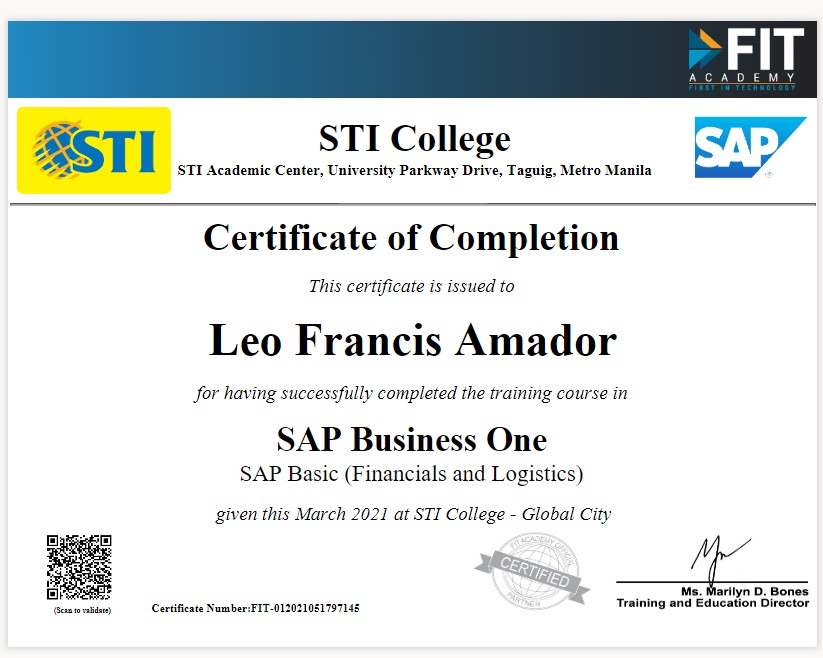 FIT
ACADEMY
FIRST IN TECHNOLOGY
STI
STI College
STI Academic Center, University Parkway Drive, Taguig, Metro Manila
SAP
®
Certificate of Completion
This certificate is issued to
Leo Francis Amador
for having successfully completed the training course in
SAP Business One
SAP Basic (Financials and Logistics)
given this March 2021 at STI College - Global City
(Scan to validate)
Certificate Number:FIT-012021051797145
FIT ACADEMY OFFICIAL
CERTIFIED
PARTNER
Ms. Marilyn D. Bones
Training and Education Director